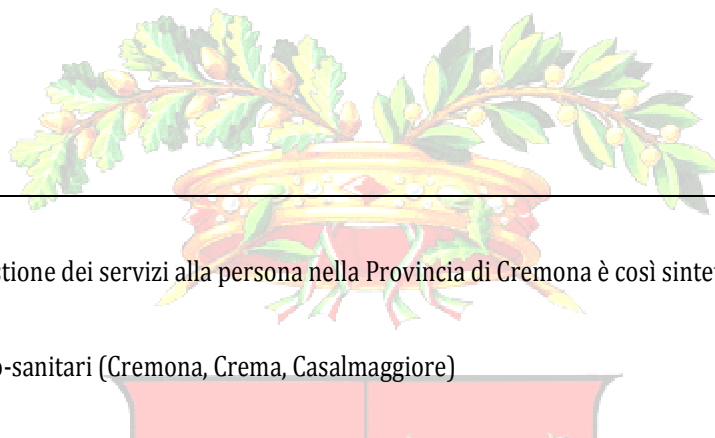 tione dei servizi alla persona nella Provincia di Cremona è così sinte
-sanitari (Cremona, Crema, Casalmaggiore)